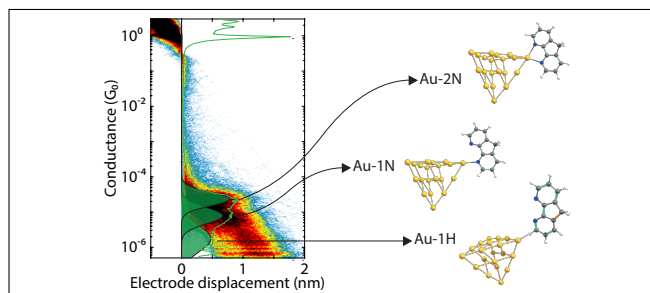 Conductance (G₀)
10⁰
10⁻²
10⁻⁴
10⁻⁶
0 1 2
Electrode displacement (nm)
Au-2N
Au-1N
Au-1H